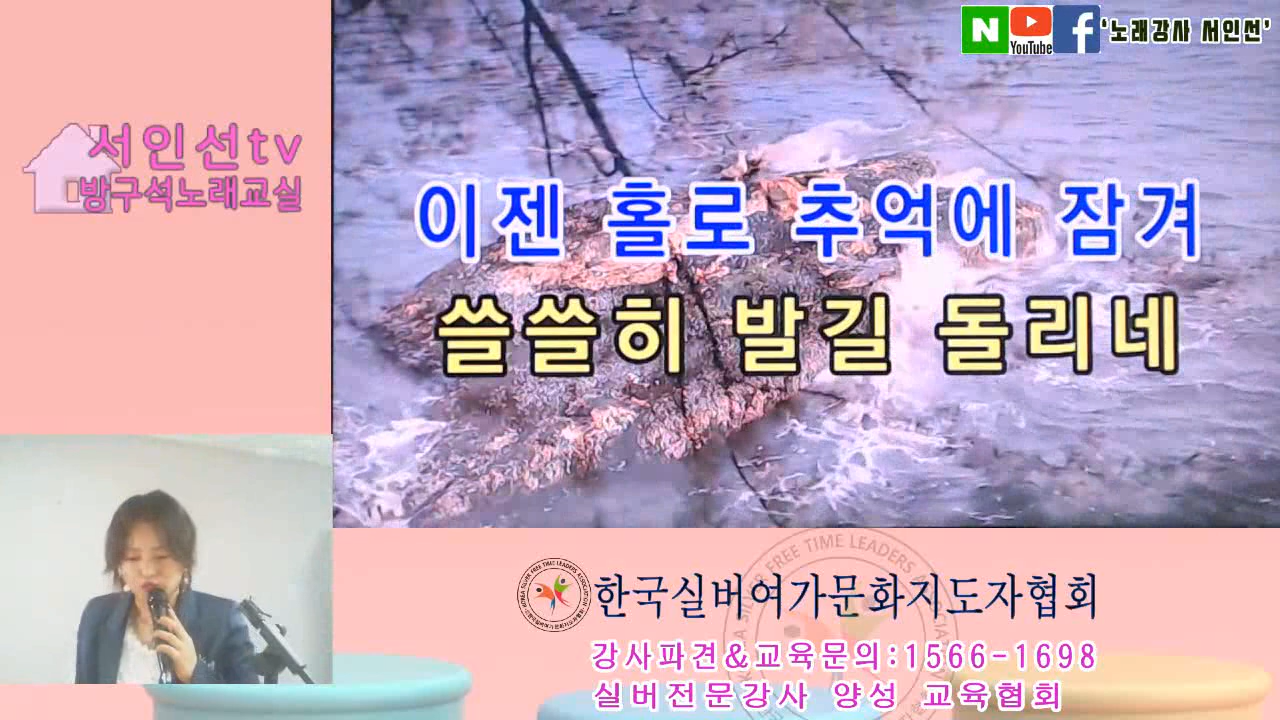 N YouTube f '노래강사 서인선'
서인선tv
방구석노래교실
이젠 홀로 추억에 잠겨
쓸쓸히 발길 돌리네
한국실버여가문화지도자협회
강사파견&교육문의:1566-1698
실버전문강사 양성 교육협회
FREE TIME LEADERS